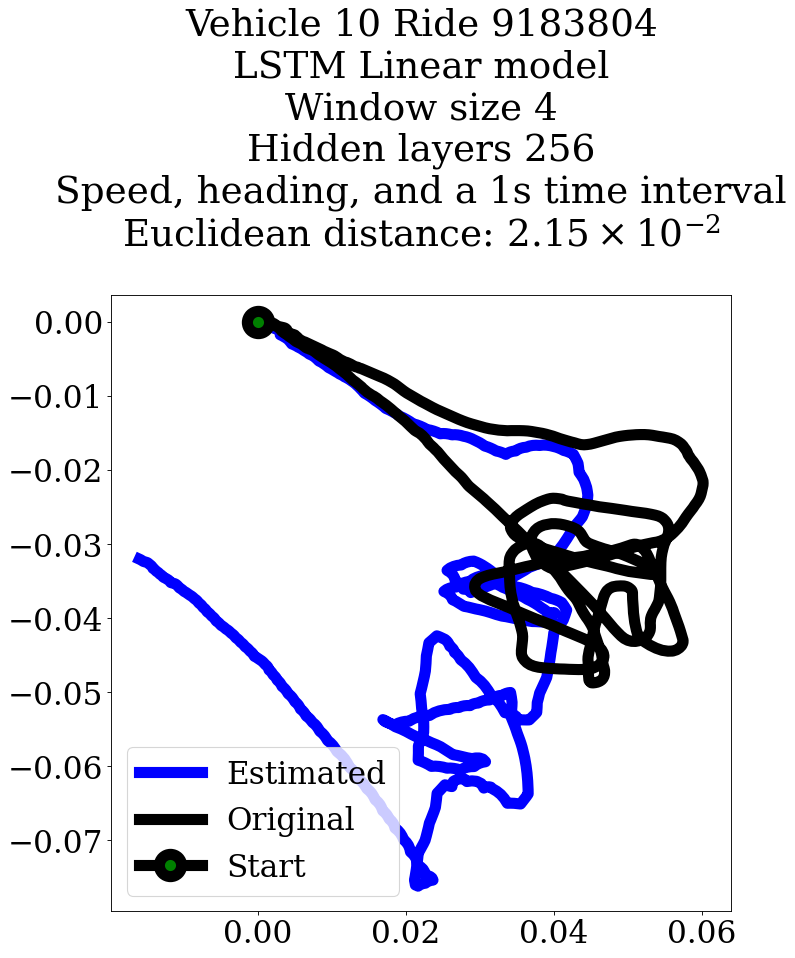 Vehicle 10 Ride 9183804
LSTM Linear model
Window size 4
Hidden layers 256
Speed, heading, and a 1s time interval
Euclidean distance: 2.15 × 10⁻²
0.00
−0.01
−0.02
−0.03
−0.04
−0.05
−0.06
−0.07
Estimated
Original
Start
0.00 0.02 0.04 0.06